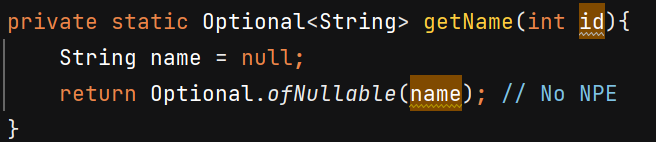 private static Optional<String> getName(int id){
    String name = null;
    return Optional.ofNullable(name); // No NPE
}